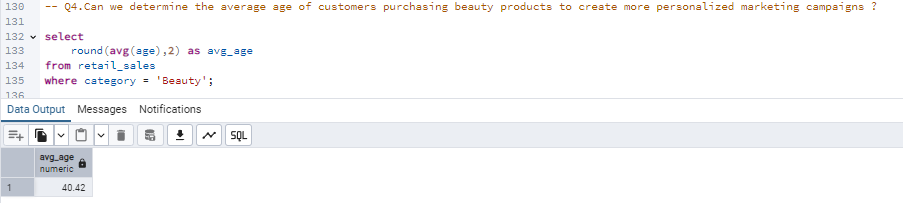 130 -- Q4.Can we determine the average age of customers purchasing beauty products to create more personalized marketing campaigns ?
131
132 select
133 round(avg(age),2) as avg_age
134 from retail_sales
135 where category = 'Beauty';
136
Data Output Messages Notifications
SQL
avg_age
numeric
1 40.42